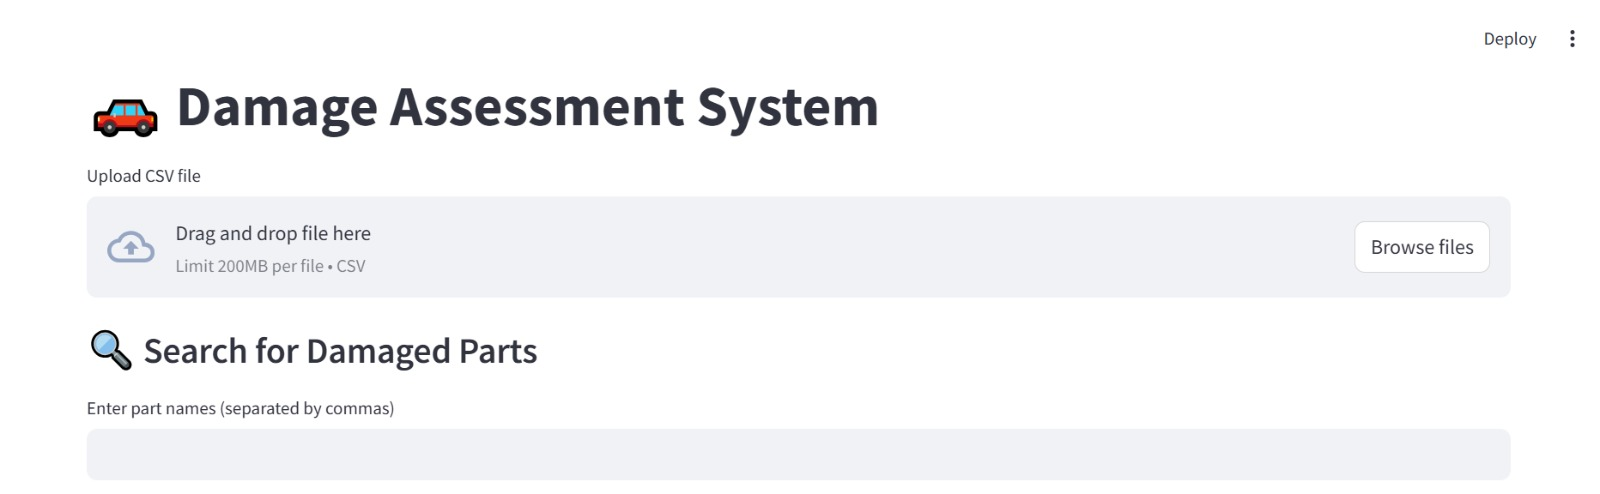 Deploy
Damage Assessment System
Upload CSV file
Drag and drop file here
Limit 200MB per file • CSV
Browse files
Search for Damaged Parts
Enter part names (separated by commas)